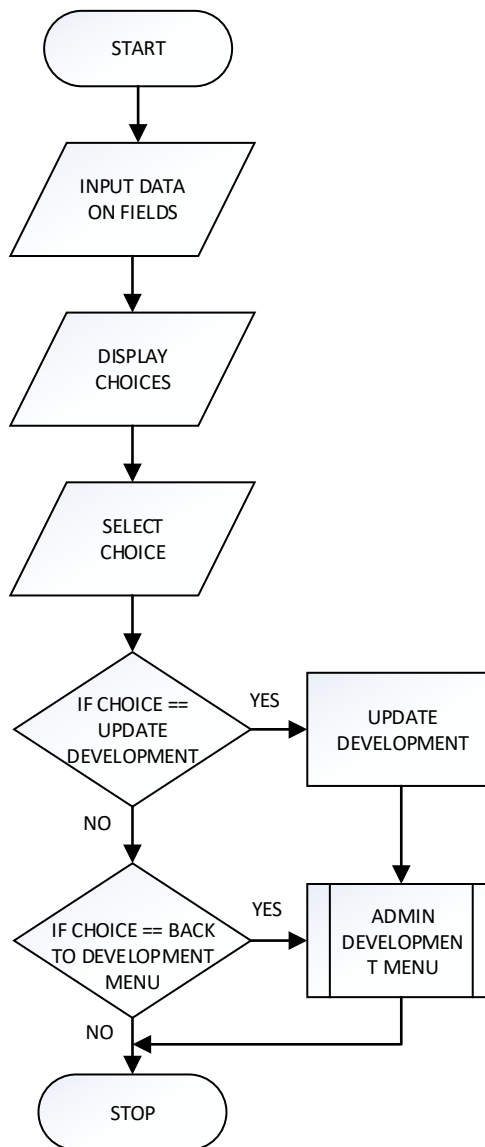 START
INPUT DATA
ON FIELDS
DISPLAY
CHOICES
SELECT
CHOICE
IF CHOICE ==
UPDATE
DEVELOPMENT
YES
UPDATE
DEVELOPMENT
NO
IF CHOICE == BACK
TO DEVELOPMENT
MENU
YES
ADMIN
DEVELOPMEN
T MENU
NO
STOP